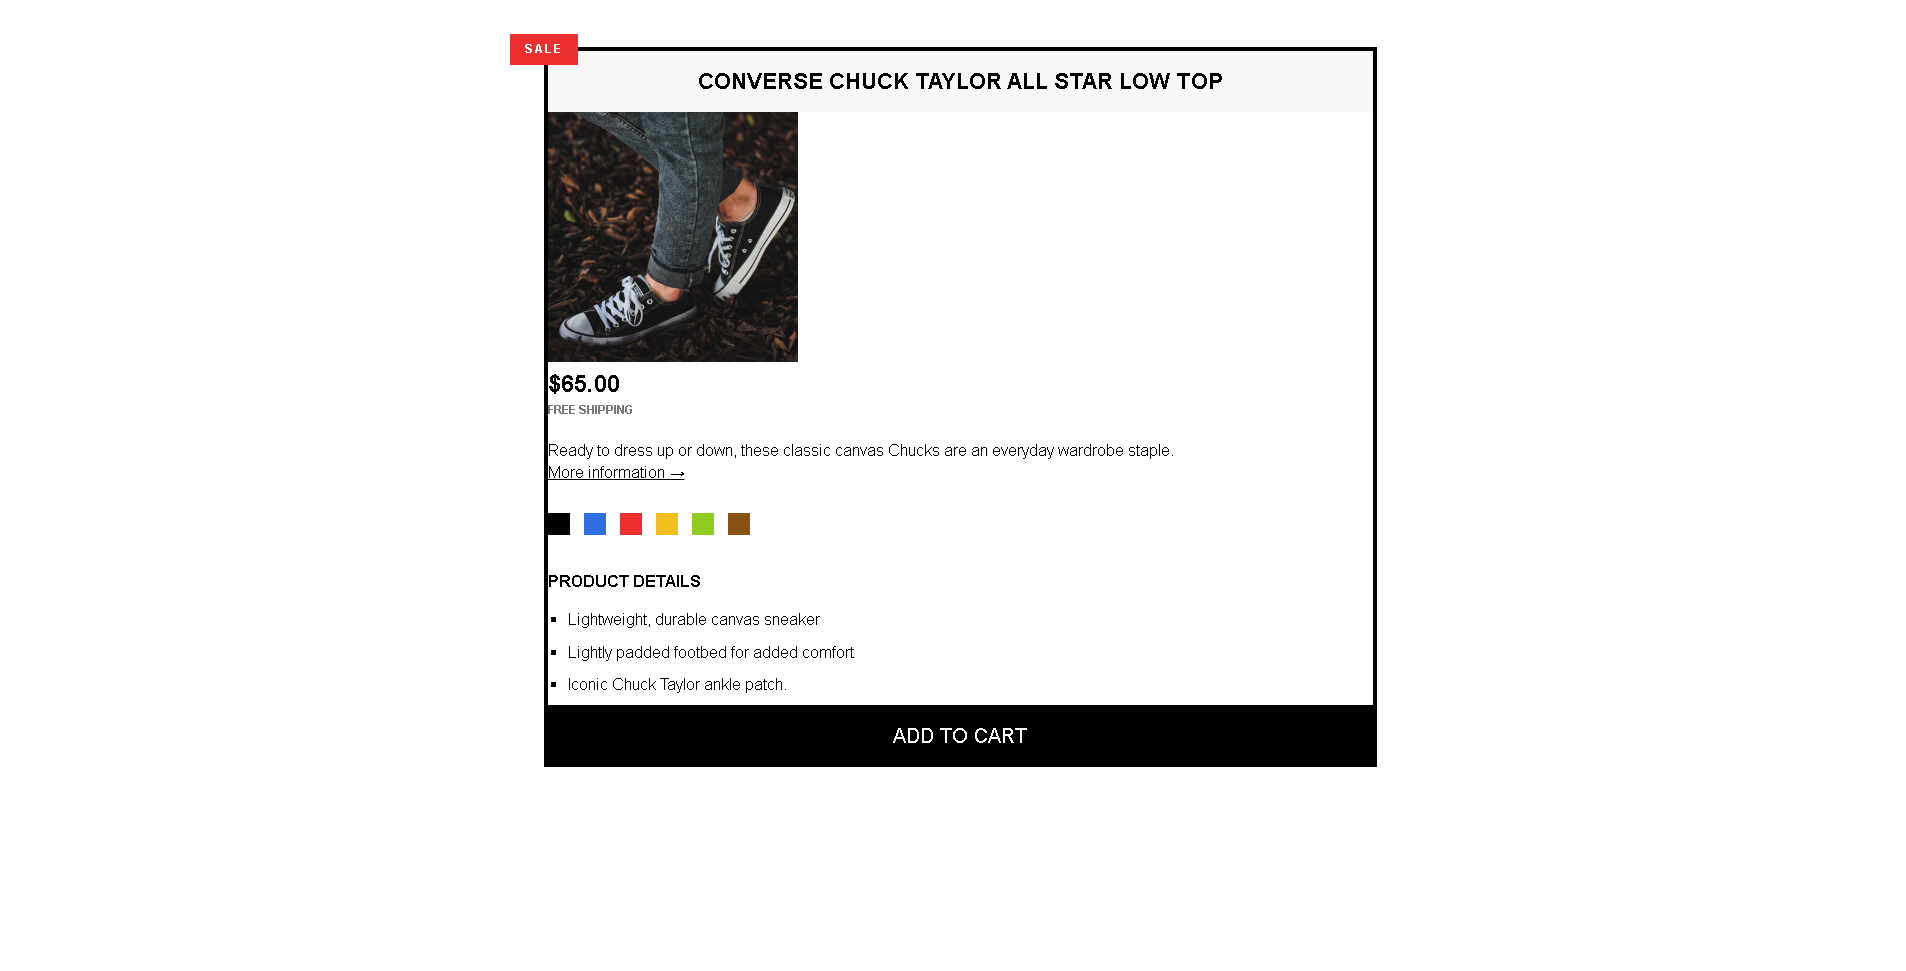 SALE
CONVERSE CHUCK TAYLOR ALL STAR LOW TOP
$65.00
FREE SHIPPING
Ready to dress up or down, these classic canvas Chucks are an everyday wardrobe staple.
More information →
PRODUCT DETAILS
Lightweight, durable canvas sneaker
Lightly padded footbed for added comfort
Iconic Chuck Taylor ankle patch.
ADD TO CART